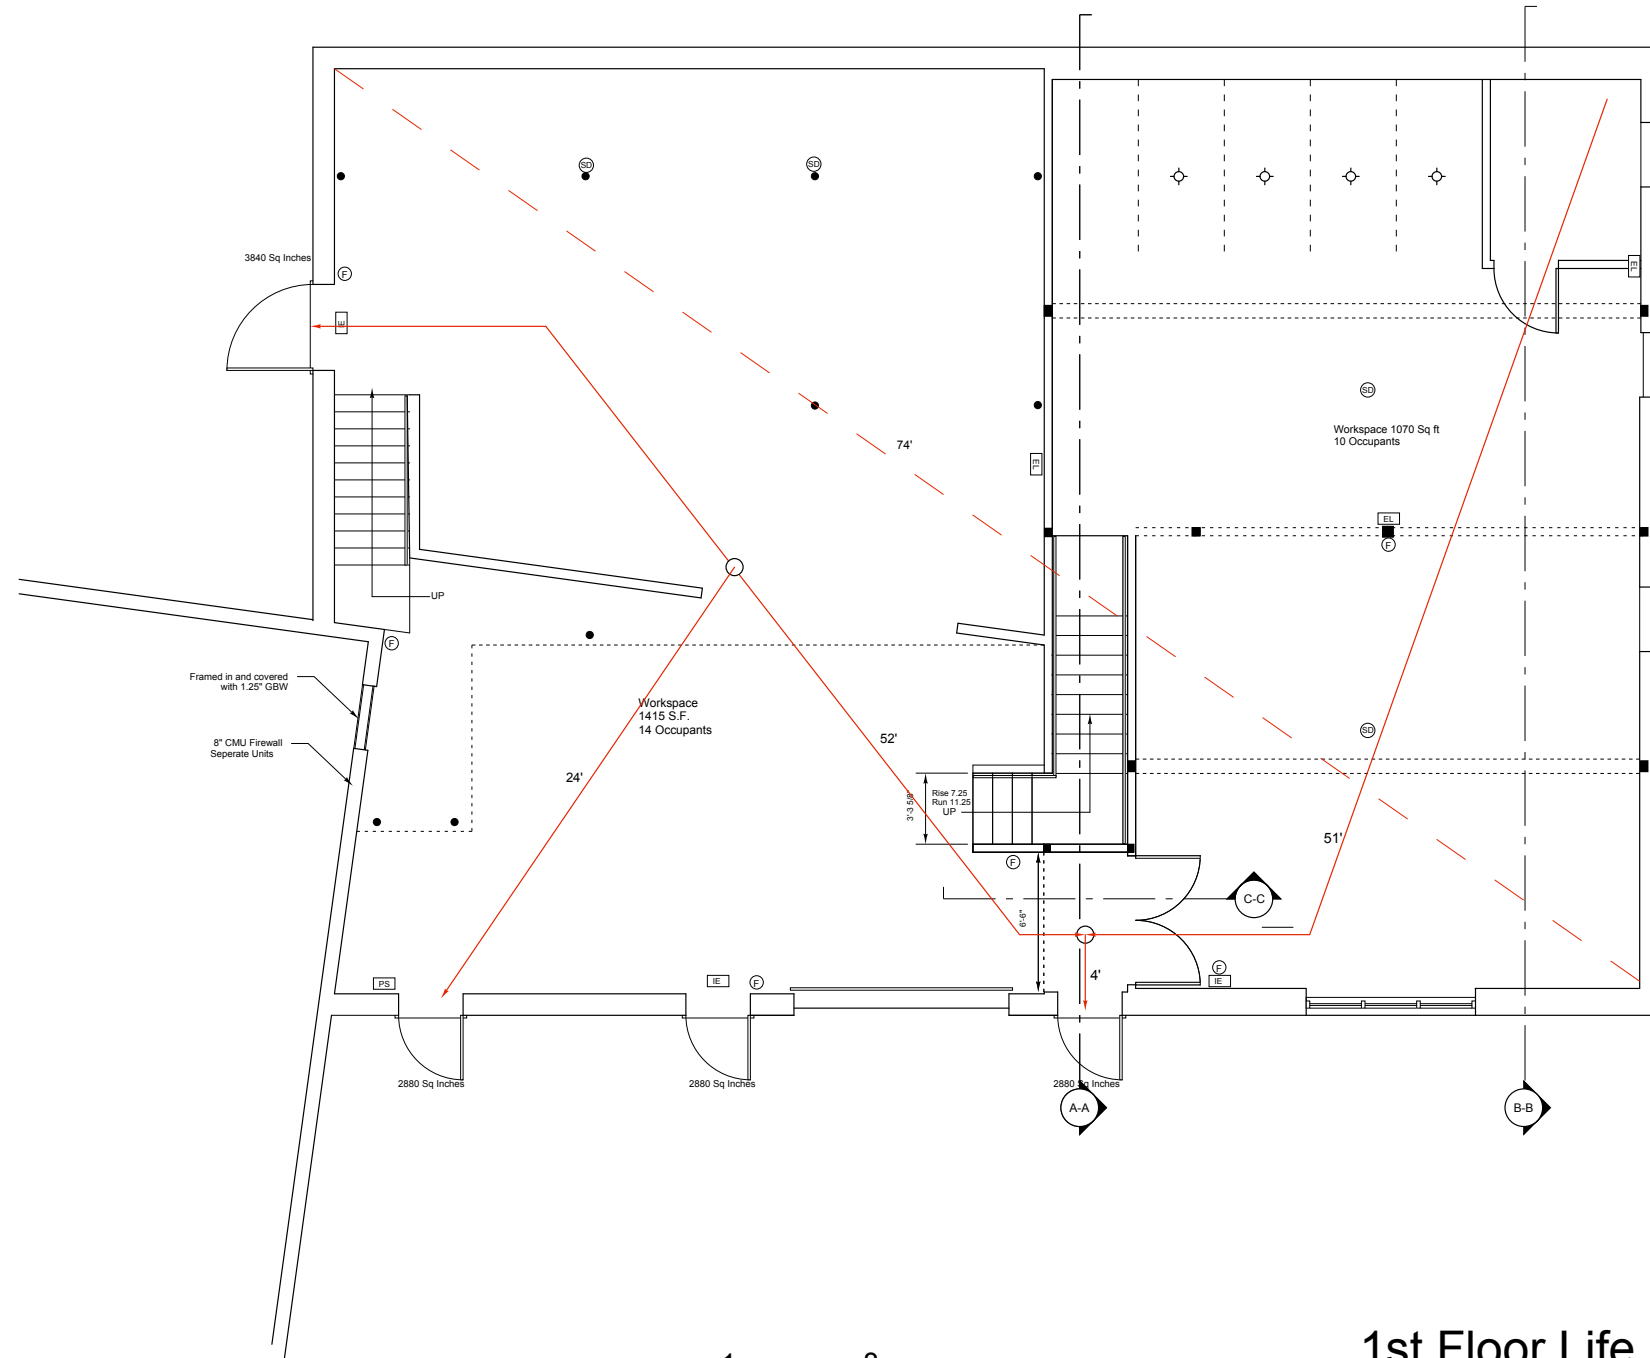 SD
SD
3840 Sq Inches
F
IE
EL
SD
Workspace 1070 Sq ft
10 Occupants
74'
EL
EL
F
UP
F
Framed in and covered
with 1.25" GBW
8" CMU Firewall
Seperate Units
Workspace
1415 S.F.
14 Occupants
SD
52'
24'
3'-3 5/8"
Rise 7.25
Run 11.25
UP
51'
F
C-C
6'-6"
4'
PS
IE
F
F
IE
2880 Sq Inches
2880 Sq Inches
2880 Sq Inches
A-A
B-B
1st Floor Life